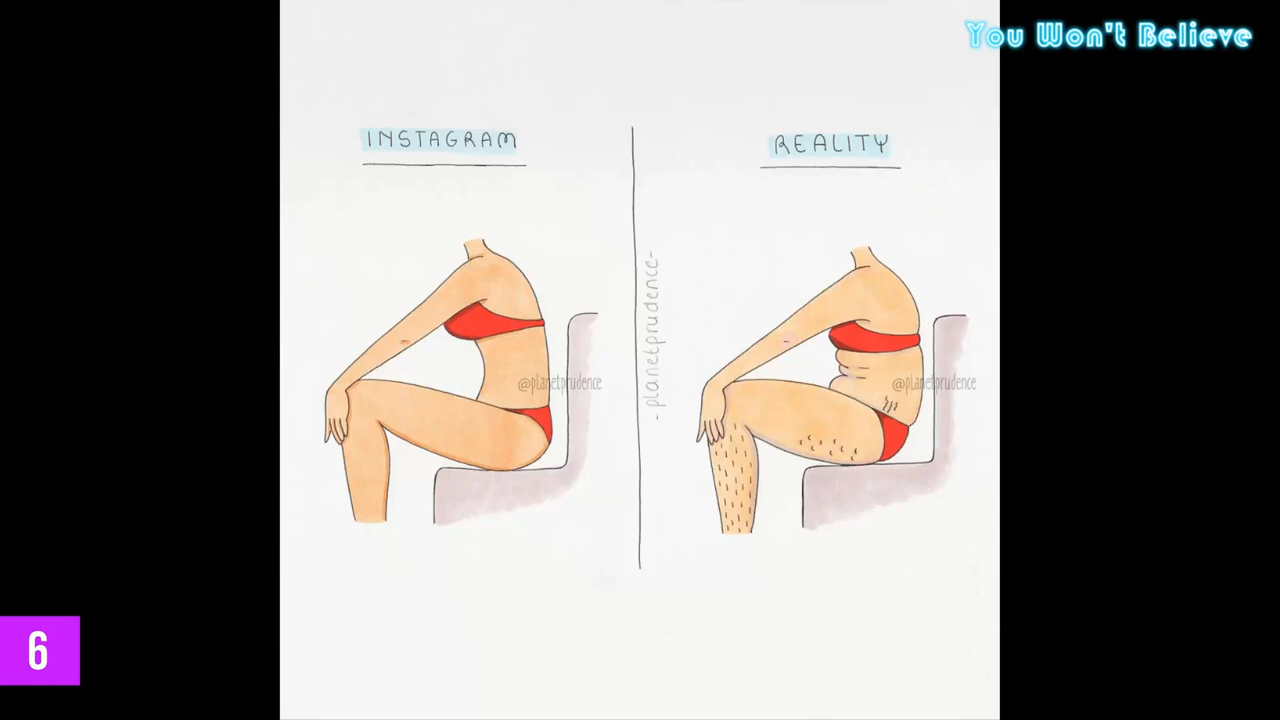 You Won't Believe
INSTAGRAM
REALITY
-planetprudence-
@planetprudence
@planetprudence
6